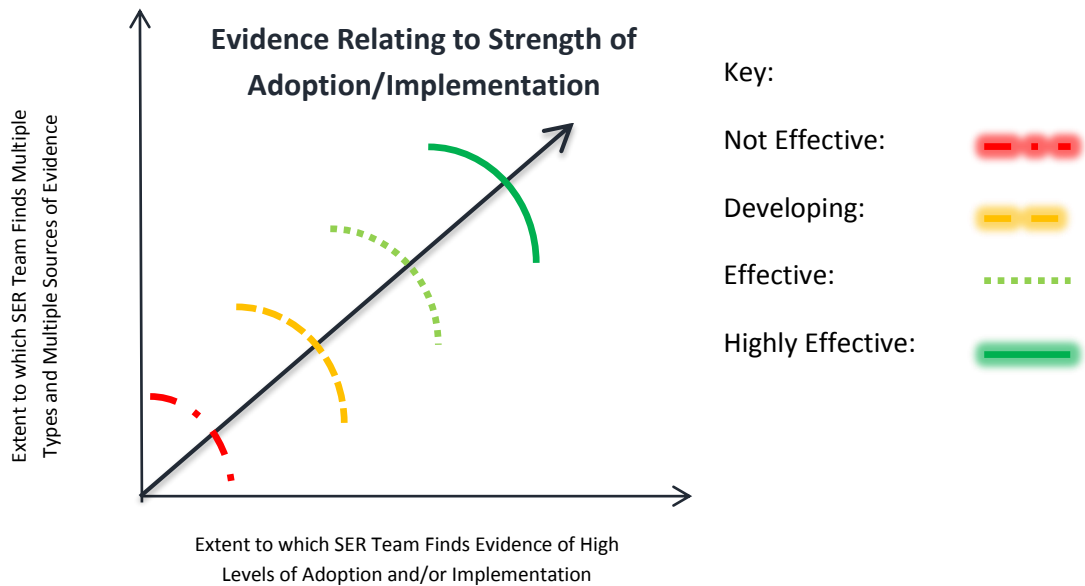 Evidence Relating to Strength of
Adoption/Implementation
Extent to which SER Team Finds Multiple
Types and Multiple Sources of Evidence
Extent to which SER Team Finds Evidence of High
Levels of Adoption and/or Implementation
Key:
Not Effective:
Developing:
Effective:
Highly Effective: